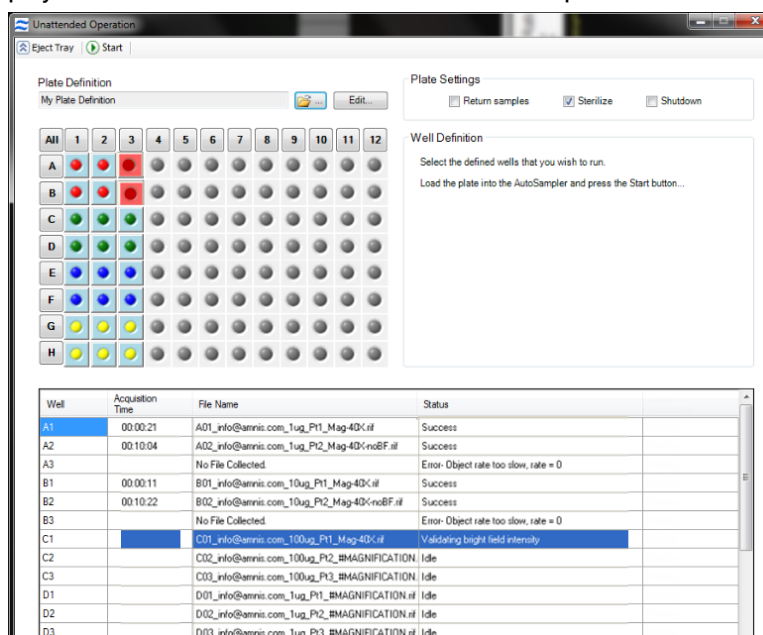 Unattended Operation
Eject Tray Start
Plate Definition
My Plate Definition ... Edit...
Plate Settings
Return samples Sterilize Shutdown
All 1 2 3 4 5 6 7 8 9 10 11 12
A
B
C
D
E
F
G
H
Well Definition
Select the defined wells that you wish to run.
Load the plate into the AutoSampler and press the Start button...
Well Acquisition Time File Name Status
A1 00:00:21 A01_info@amnis.com_1ug_Pt1_Mag-40X.rif Success
A2 00:10:04 A02_info@amnis.com_1ug_Pt2_Mag-40X-noBF.rif Success
A3 No File Collected. Error- Object rate too slow, rate = 0
B1 00:00:11 B01_info@amnis.com_10ug_Pt1_Mag-40X.rif Success
B2 00:10:22 B02_info@amnis.com_10ug_Pt2_Mag-40X-noBF.rif Success
B3 No File Collected. Error- Object rate too slow, rate = 0
C1 C01_info@amnis.com_100ug_Pt1_Mag-40X.rif Validating bright field intensity
C2 C02_info@amnis.com_100ug_Pt2_#MAGNIFICATION. Idle
C3 C03_info@amnis.com_100ug_Pt3_#MAGNIFICATION. Idle
D1 D01_info@amnis.com_1ug_Pt1_#MAGNIFICATION.rif Idle
D2 D02_info@amnis.com_1ug_Pt2_#MAGNIFICATION.rif Idle
D3 D03_info@amnis.com_1ug_Pt3_#MAGNIFICATION.rif Idle